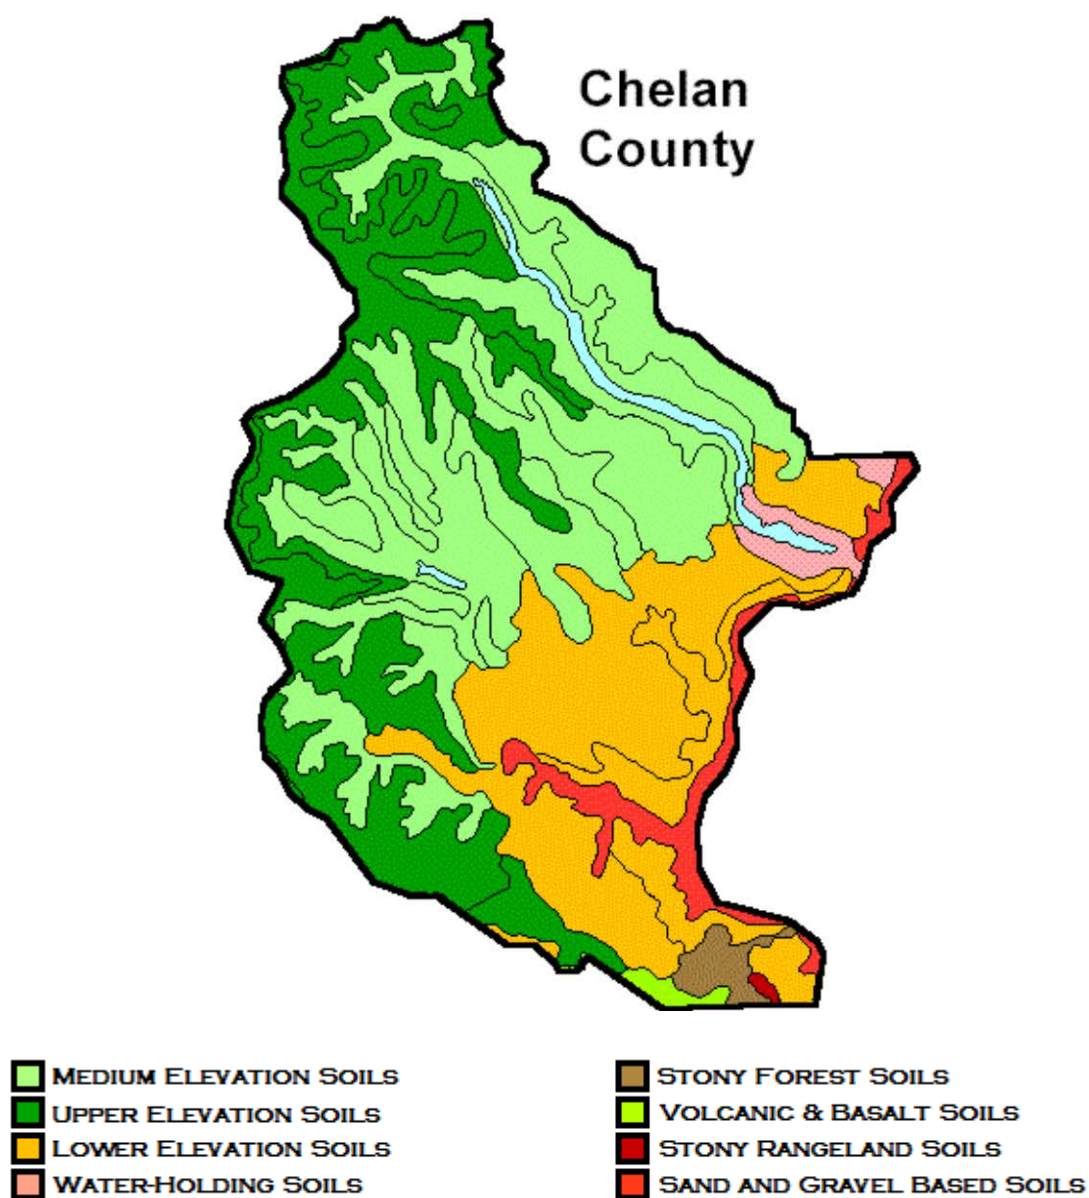 Chelan
County
Medium Elevation Soils
Upper Elevation Soils
Lower Elevation Soils
Water-Holding Soils
Stony Forest Soils
Volcanic & Basalt Soils
Stony Rangeland Soils
Sand and Gravel Based Soils